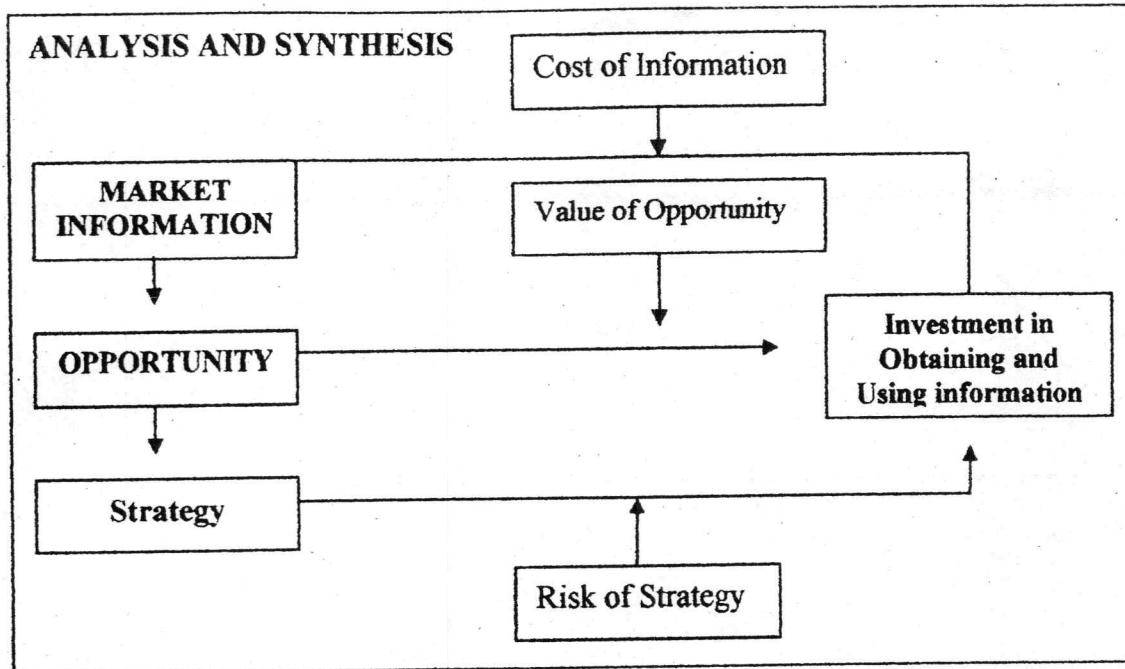 ANALYSIS AND SYNTHESIS
Cost of Information
MARKET
INFORMATION
Value of Opportunity
OPPORTUNITY
Investment in
Obtaining and
Using information
Strategy
Risk of Strategy